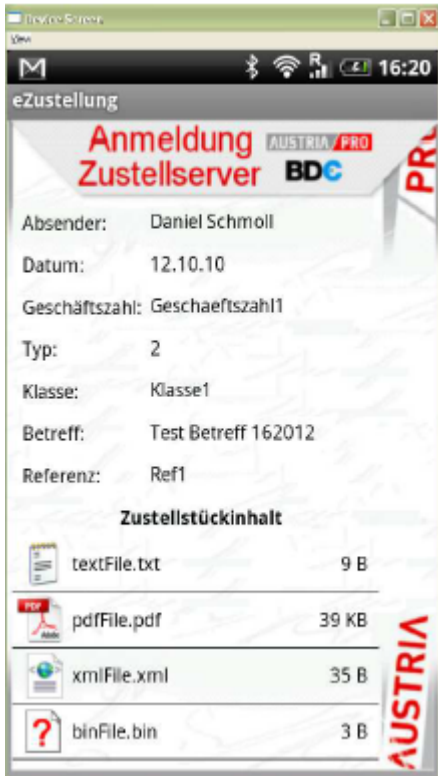 Device Screen
View
R 16:20
eZustellung
Anmeldung AUSTRIA PRO
Zustellserver BDC
PRO
Absender: Daniel Schmoll
Datum: 12.10.10
Geschäftszahl: Geschaeftszahl1
Typ: 2
Klasse: Klasse1
Betreff: Test Betreff 162012
Referenz: Ref1
Zustellstückinhalt
textFile.txt 9 B
PDF
Adobe
pdfFile.pdf 39 KB
xmlFile.xml 35 B
? binFile.bin 3 B
AUSTRIA